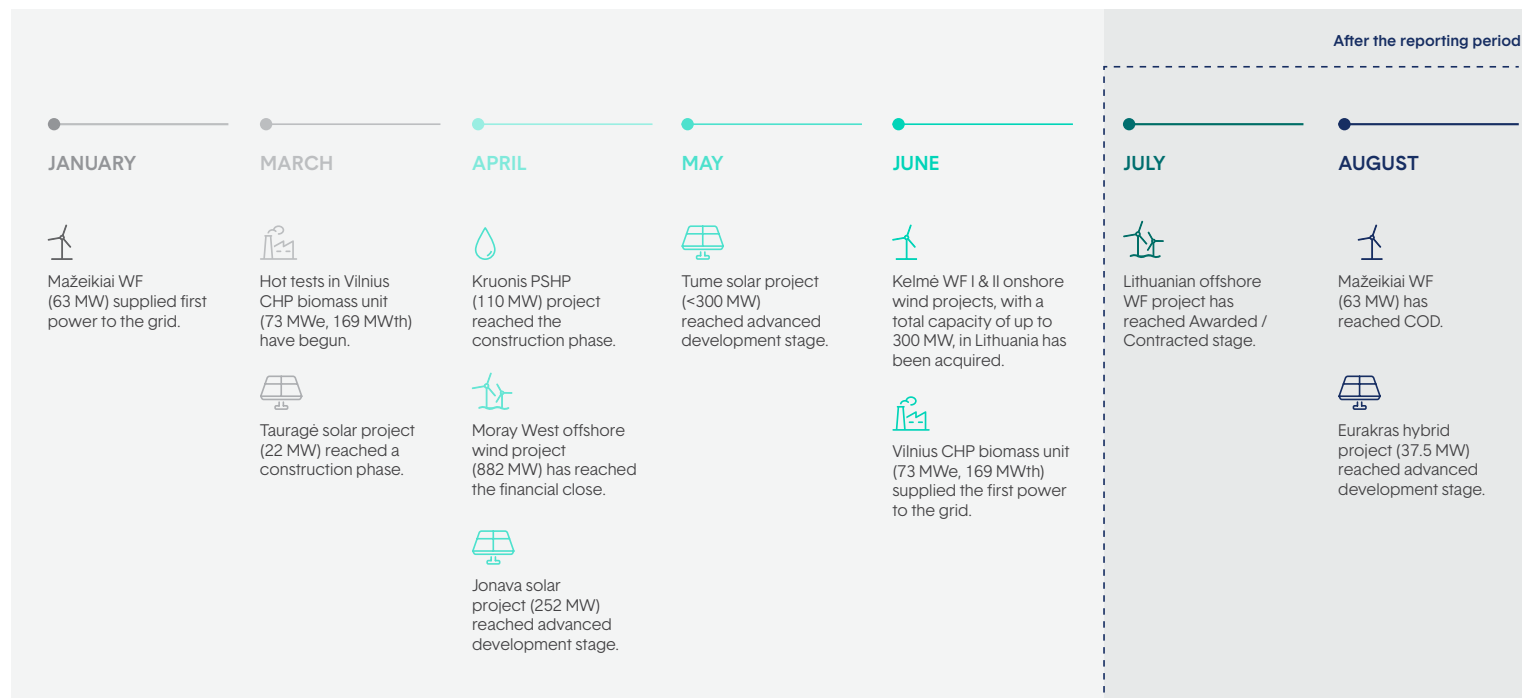 After the reporting period
JANUARY
Mažeikiai WF
(63 MW) supplied first
power to the grid.
MARCH
Hot tests in Vilnius
CHP biomass unit
(73 MWe, 169 MWth)
have begun.
Tauragė solar project
(22 MW) reached a
construction phase.
APRIL
Kruonis PSHP
(110 MW) project
reached the
construction phase.
Moray West offshore
wind project
(882 MW) has reached
the financial close.
Jonava solar
project (252 MW)
reached advanced
development stage.
MAY
Tume solar project
(<300 MW)
reached advanced
development stage.
JUNE
Kelmė WF I & II onshore
wind projects, with a
total capacity of up to
300 MW, in Lithuania has
been acquired.
Vilnius CHP biomass unit
(73 MWe, 169 MWth)
supplied the first power
to the grid.
JULY
Lithuanian offshore
WF project has
reached Awarded /
Contracted stage.
AUGUST
Mažeikiai WF
(63 MW) has
reached COD.
Eurakras hybrid
project (37.5 MW)
reached advanced
development stage.